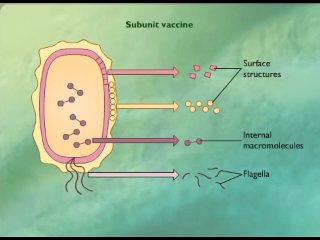 Subunit vaccine
Surface
structures
Internal
macromolecules
Flagella